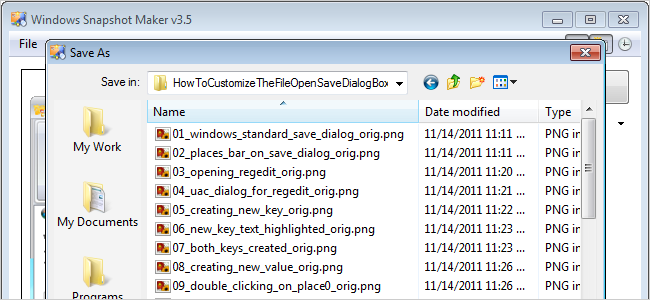 Windows Snapshot Maker v3.5
File
Save As
Save in: HowToCustomizeTheFileOpenSaveDialogBox
Name Date modified Type
01_windows_standard_save_dialog_orig.png 11/14/2011 11:11 ... PNG in
02_places_bar_on_save_dialog_orig.png 11/14/2011 11:11 ... PNG in
My Work
03_opening_regedit_orig.png 11/14/2011 11:20 ... PNG in
04_uac_dialog_for_regedit_orig.png 11/14/2011 11:21 ... PNG in
05_creating_new_key_orig.png 11/14/2011 11:22 ... PNG in
My Documents
06_new_key_text_highlighted_orig.png 11/14/2011 11:23 ... PNG in
07_both_keys_created_orig.png 11/14/2011 11:23 ... PNG in
08_creating_new_value_orig.png 11/14/2011 11:26 ... PNG in
09_double_clicking_on_place0_orig.png 11/14/2011 11:26 ... PNG in
Programs